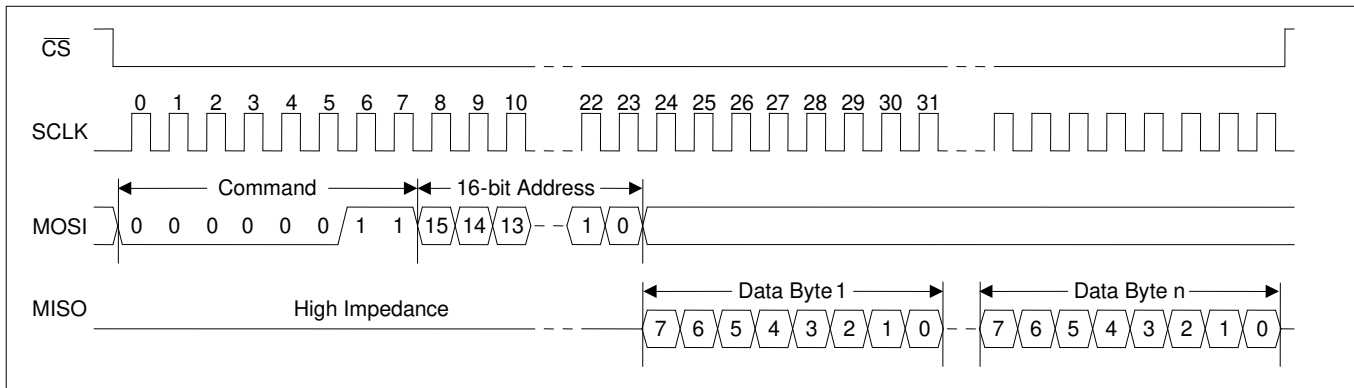 CS
0 1 2 3 4 5 6 7 8 9 10 22 23 24 25 26 27 28 29 30 31
SCLK
Command 16-bit Address
MOSI 0 0 0 0 0 0 1 1 15 14 13 1 0
Data Byte 1 Data Byte n
MISO High Impedance
7 6 5 4 3 2 1 0 7 6 5 4 3 2 1 0